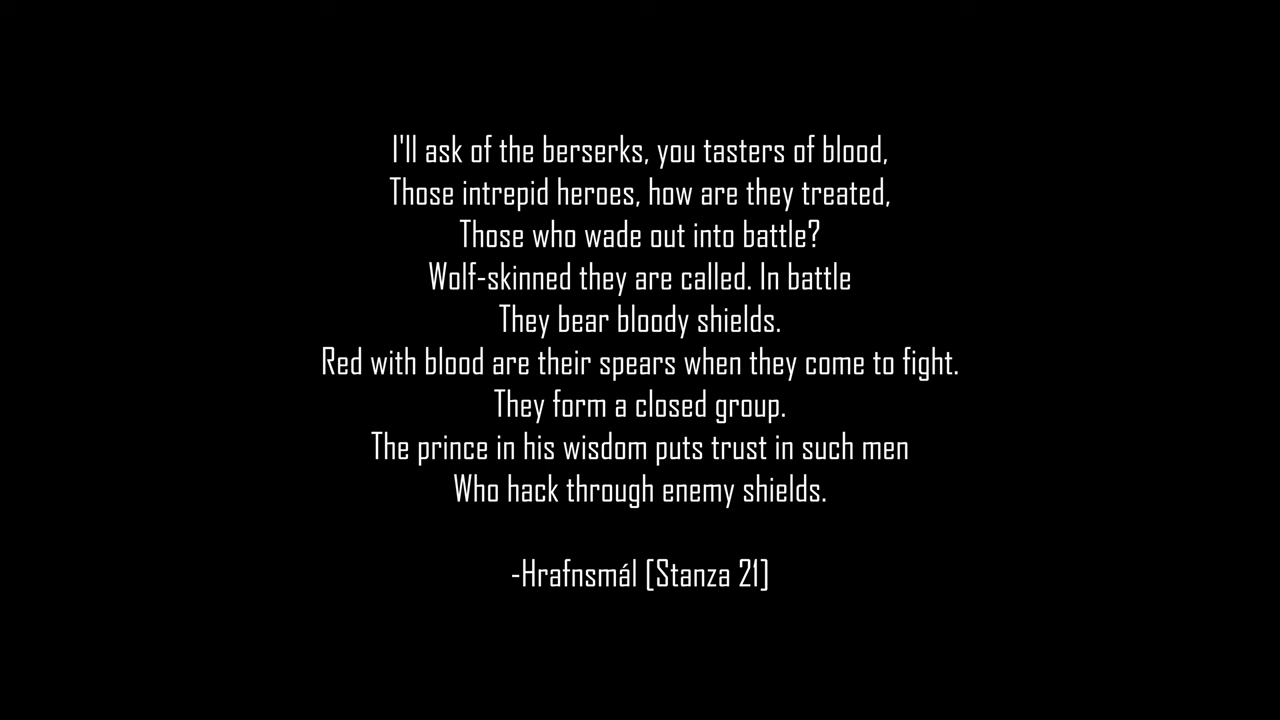 I'll ask of the berserks, you tasters of blood,
Those intrepid heroes, how are they treated,
Those who wade out into battle?
Wolf-skinned they are called. In battle
They bear bloody shields.
Red with blood are their spears when they come to fight.
They form a closed group.
The prince in his wisdom puts trust in such men
Who hack through enemy shields.
-Hrafnsmál [Stanza 21]